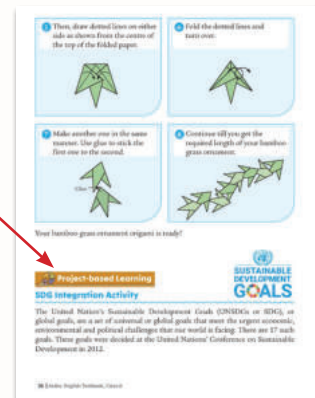 Then, draw dotted lines on either
side as shown from the centre of
the top of the folded paper.
Fold the dotted lines and
turn over.
Make another one in the same
manner. Use glue to stick the
first one to the second.
Glue
Continue till you get the
required length of your bamboo
grass ornament.
Your bamboo grass ornament origami is ready!
Project-based Learning
SDG Integration Activity
SUSTAINABLE
DEVELOPMENT
GOALS
The United Nation's Sustainable Development Goals (UNSDGs or SDG), or
global goals, are a set of universal or global goals that meet the urgent economic,
environmental and political challenges that our world is facing. There are 17 such
goals. These goals were decided at the United Nations' Conference on Sustainable
Development in 2012.